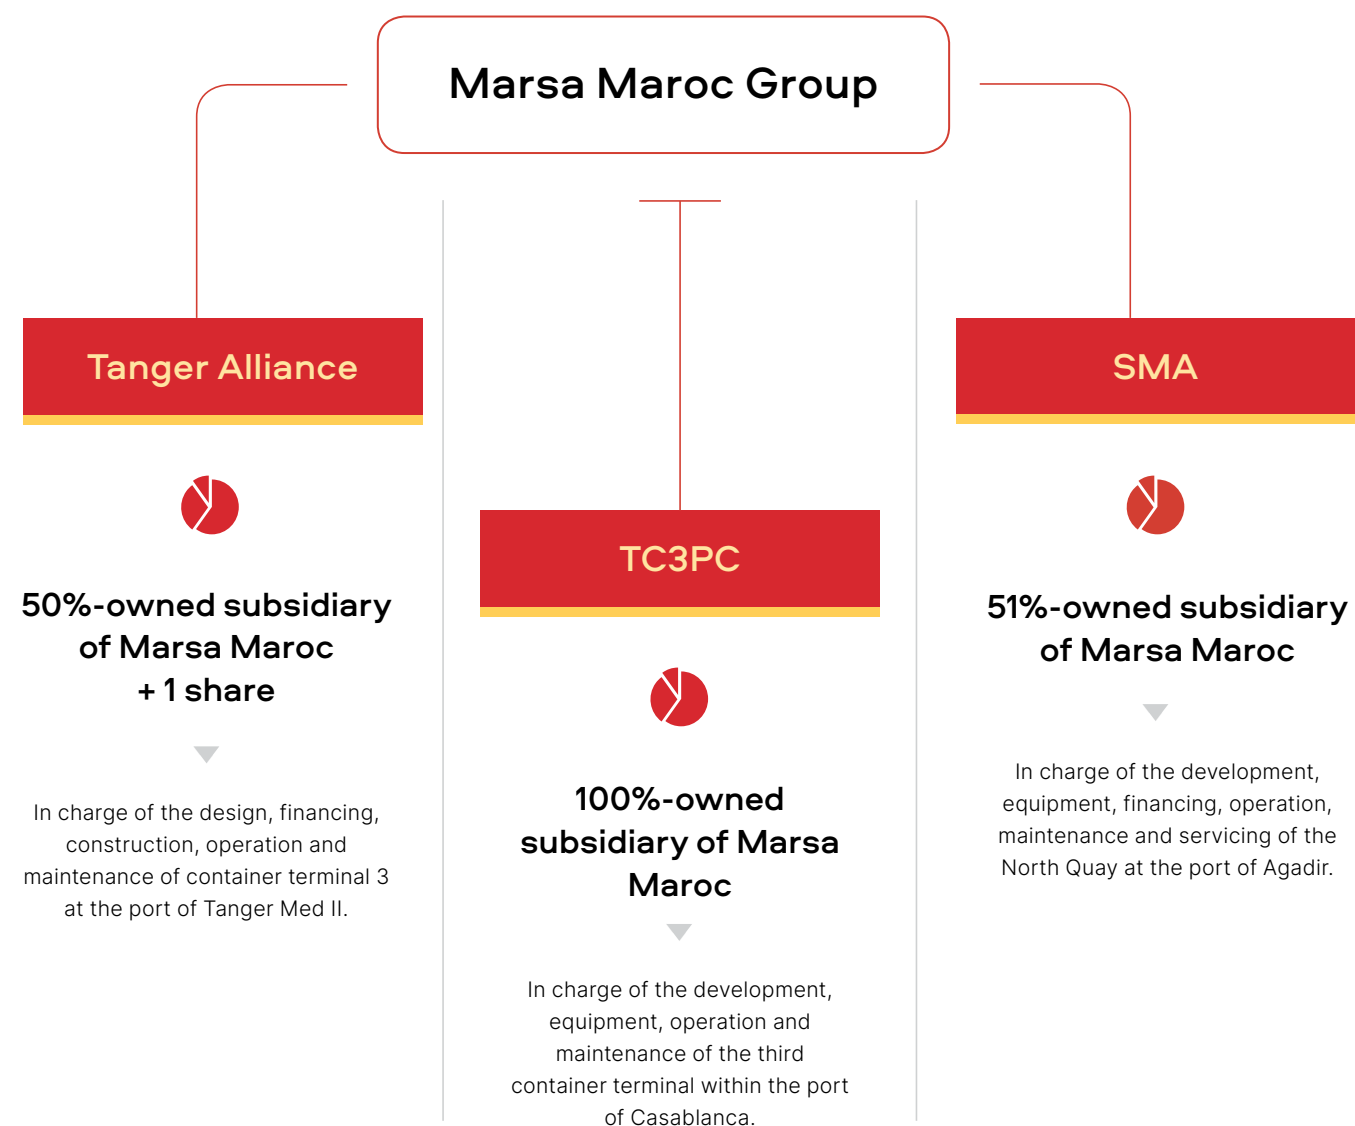 Marsa Maroc Group
Tanger Alliance
50%-owned subsidiary
of Marsa Maroc
+ 1 share
In charge of the design, financing,
construction, operation and
maintenance of container terminal 3
at the port of Tanger Med II.
TC3PC
100%-owned
subsidiary of Marsa
Maroc
In charge of the development,
equipment, operation and
maintenance of the third
container terminal within the port
of Casablanca.
SMA
51%-owned subsidiary
of Marsa Maroc
In charge of the development,
equipment, financing, operation,
maintenance and servicing of the
North Quay at the port of Agadir.